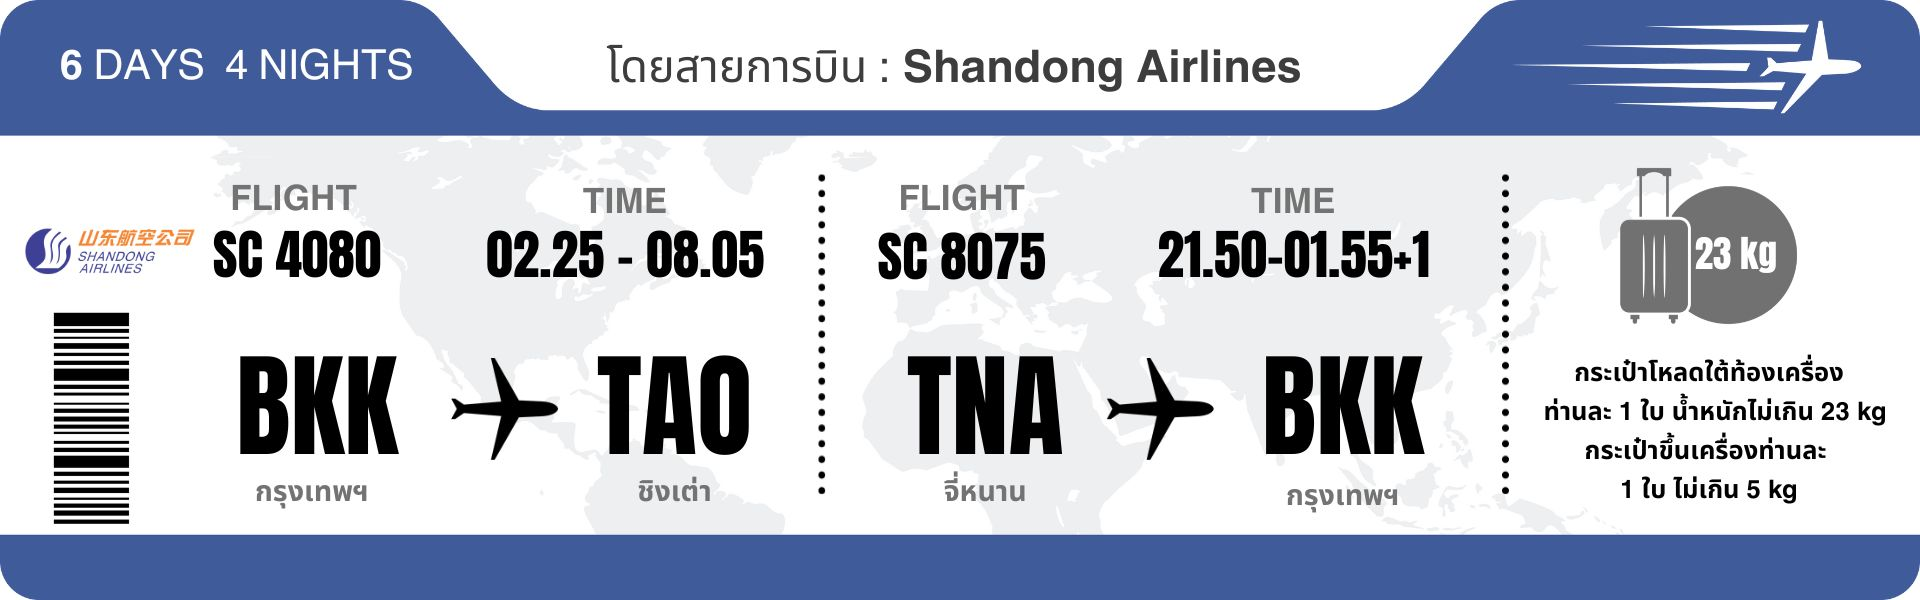 6 DAYS 4 NIGHTS
โดยสายการบิน : Shandong Airlines
山东航空公司
SHANDONG
AIRLINES
FLIGHT
SC 4080
TIME
02.25 - 08.05
BKK
กรุงเทพฯ
TAO
ชิงเต่า
FLIGHT
SC 8075
TIME
21.50-01.55+1
TNA
จี่หนาน
BKK
กรุงเทพฯ
23 kg
กระเป๋าโหลดใต้ท้องเครื่อง
ท่านละ 1 ใบ น้ำหนักไม่เกิน 23 kg
กระเป๋าขึ้นเครื่องท่านละ
1 ใบ ไม่เกิน 5 kg